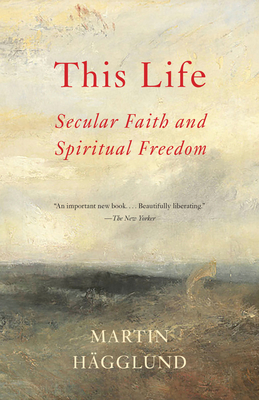 This Life
Secular Faith and
Spiritual Freedom
"An important new book. . . . Beautifully liberating."
—The New Yorker
MARTIN
HÄGGLUND